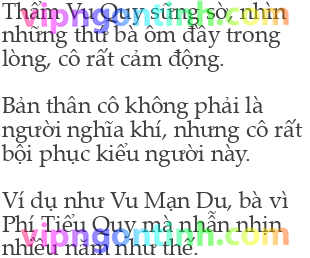 Thẩm Vu Quy sững sờ, nhìn
những thứ bà ôm đầy trong
lòng, cô rất cảm động.
Bản thân cô không phải là
người nghĩa khí, nhưng cô rất
bội phục kiểu người này.
Ví dụ như Vu Mạn Du, bà vì
Phí Tiểu Quy mà nhẫn nhịn
nhiều năm như thế.
vipngontinh.com
vipngontinh.com